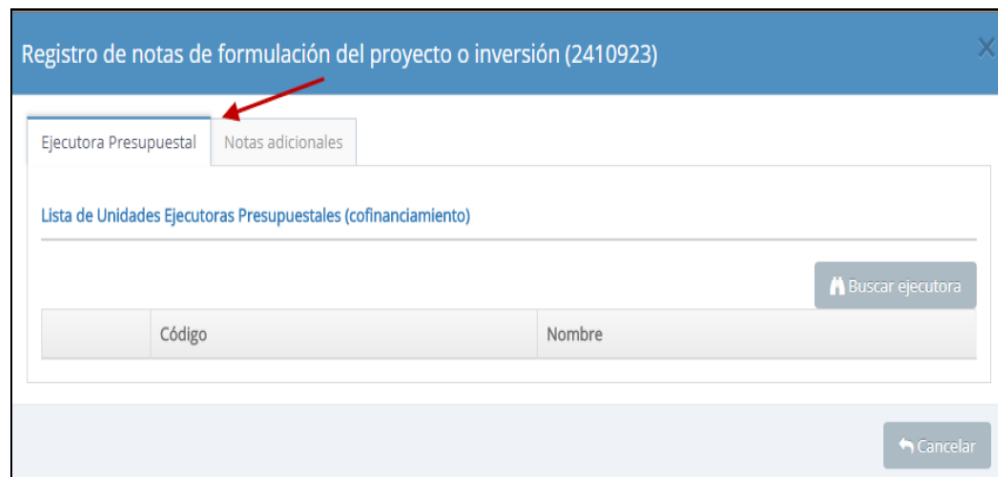 Registro de notas de formulación del proyecto o inversión (2410923)
Ejecutora Presupuestal
Notas adicionales
Lista de Unidades Ejecutoras Presupuestales (cofinanciamiento)
Buscar ejecutora
Código
Nombre
Cancelar